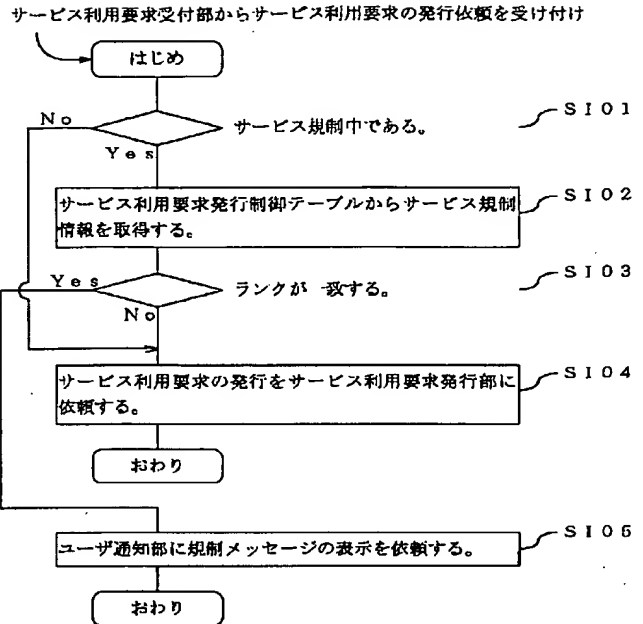 サービス利用要求受付部からサービス利用要求の発行依頼を受け付け
はじめ
No
サービス規制中である。
SI01
Yes
サービス利用要求発行制御テーブルからサービス規制
情報を取得する。
SI02
Yes
ランクが一致する。
SI03
No
サービス利用要求の発行をサービス利用要求発行部に
依頼する。
SI04
おわり
ユーザ通知部に規制メッセージの表示を依頼する。
SI05
おわり